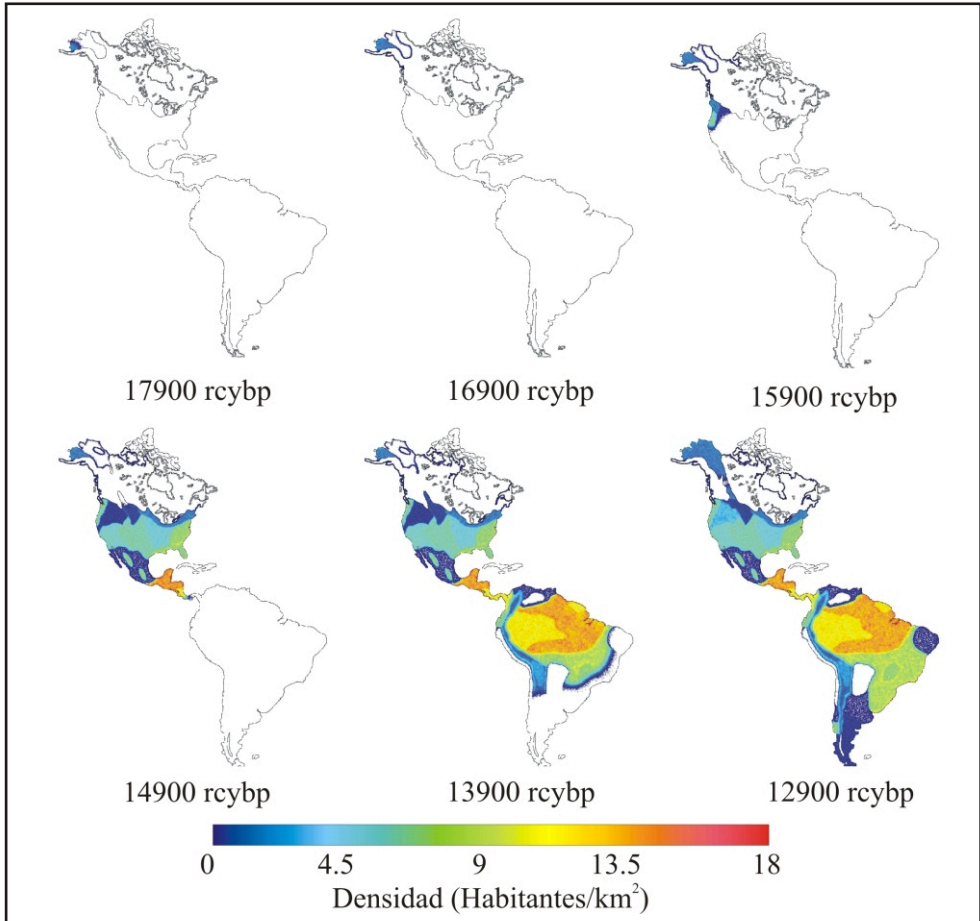 17900 rcybp
16900 rcybp
15900 rcybp
14900 rcybp
13900 rcybp
12900 rcybp
0 4.5 9 13.5 18
Densidad (Habitantes/km²)